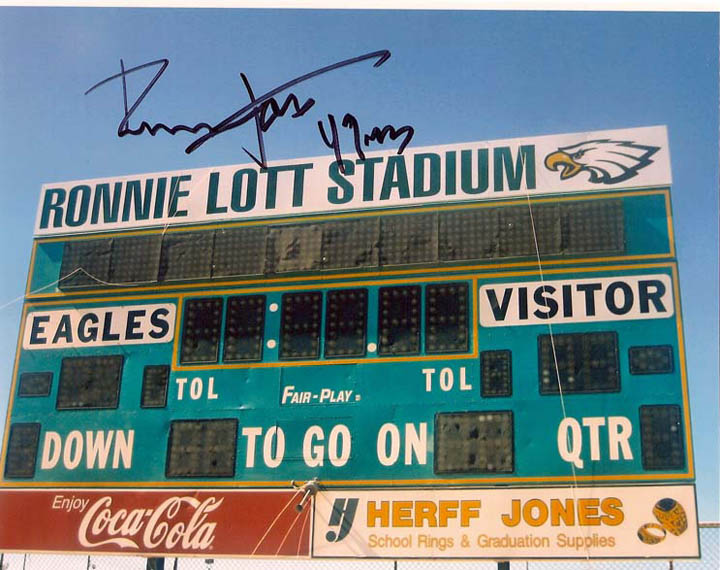 RONNIE LOTT STADIUM
EAGLES
VISITOR
TOL
FAIR-PLAY
TOL
DOWN TO GO ON QTR
Enjoy
Coca-Cola
HJ HERFF JONES
School Rings & Graduation Supplies